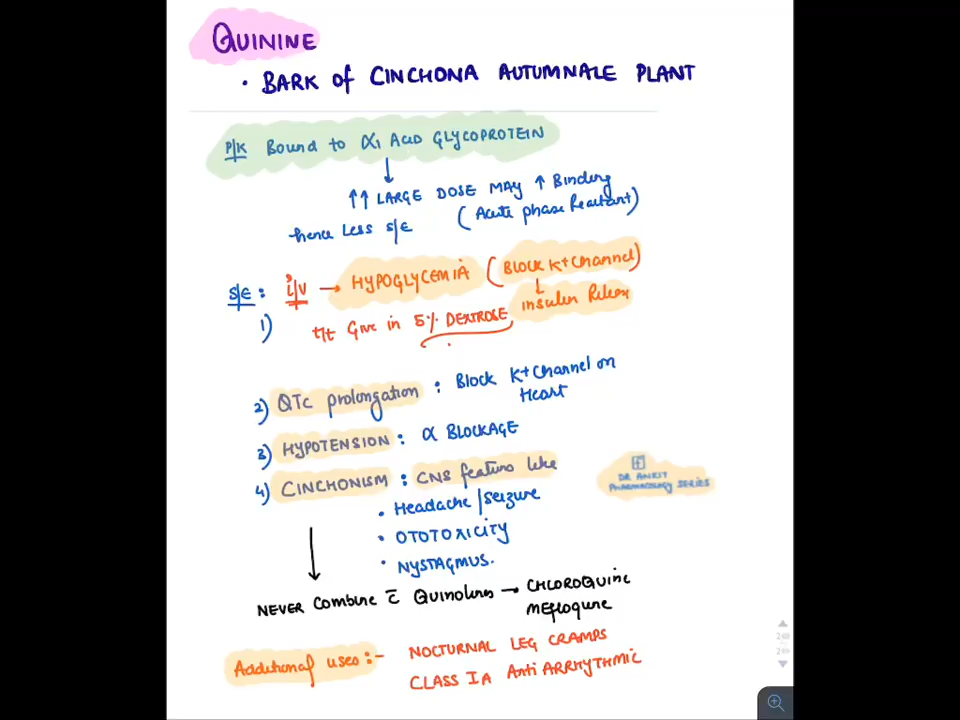 QUININE
• BARK of CINCHONA AUTUMNALE PLANT
P/K Bound to α1 ACID GLYCOPROTEIN
↑↑ LARGE DOSE MAY ↑ Binding
hence Less S/E (Acute phase Reactant)
S/E: i/v → HYPOGLYCEMIA (BLOCK K+ Channel)
1) t/t Give in 5% DEXTROSE insulin Release
2) QTc prolongation : Block K+ Channel on
Heart
3) HYPOTENSION : α BLOCKAGE
4) CINCHONISM : CNS features like
• Headache / Seizure
• OTOTOXICITY
• NYSTAGMUS.
NEVER Combine c̄ Quinolines → CHLOROQUINE
MEFLOQUINE
DR ANKIT
PHARMACOLOGY SERIES
Additional uses :- NOCTURNAL LEG CRAMPS
CLASS IA Anti ARRHYTHMIC